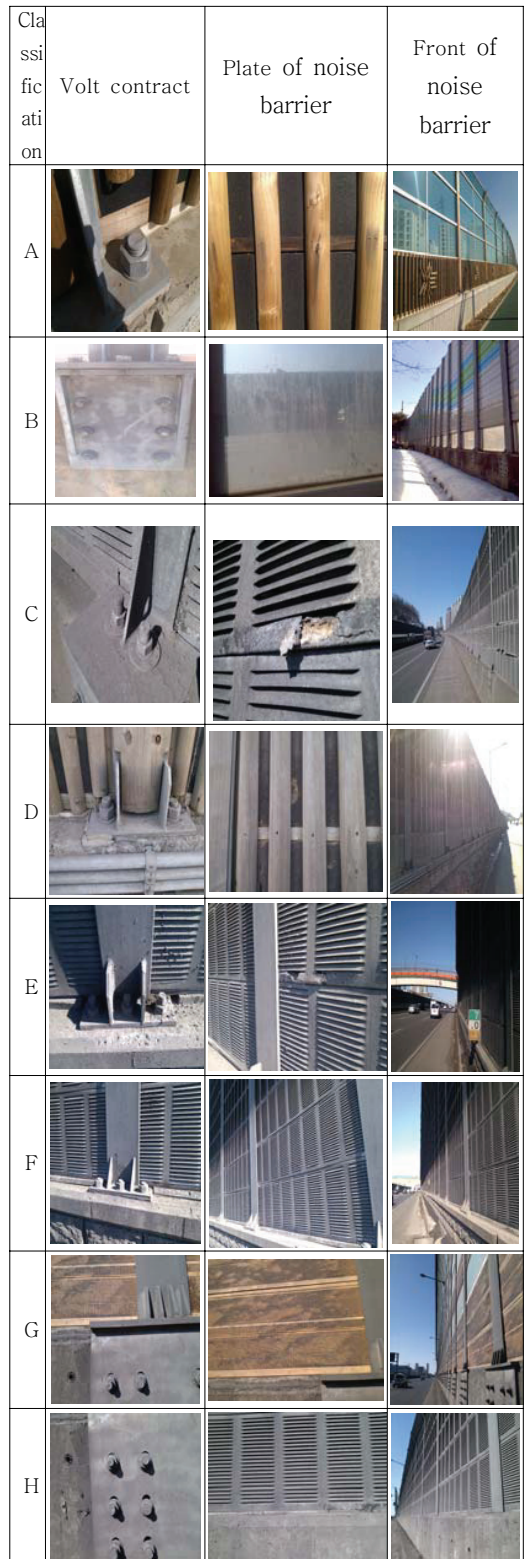 Cla
ssi
fic
ati
on
Volt contract
Plate of noise
barrier
Front of
noise
barrier
A
B
C
D
E
F
G
H